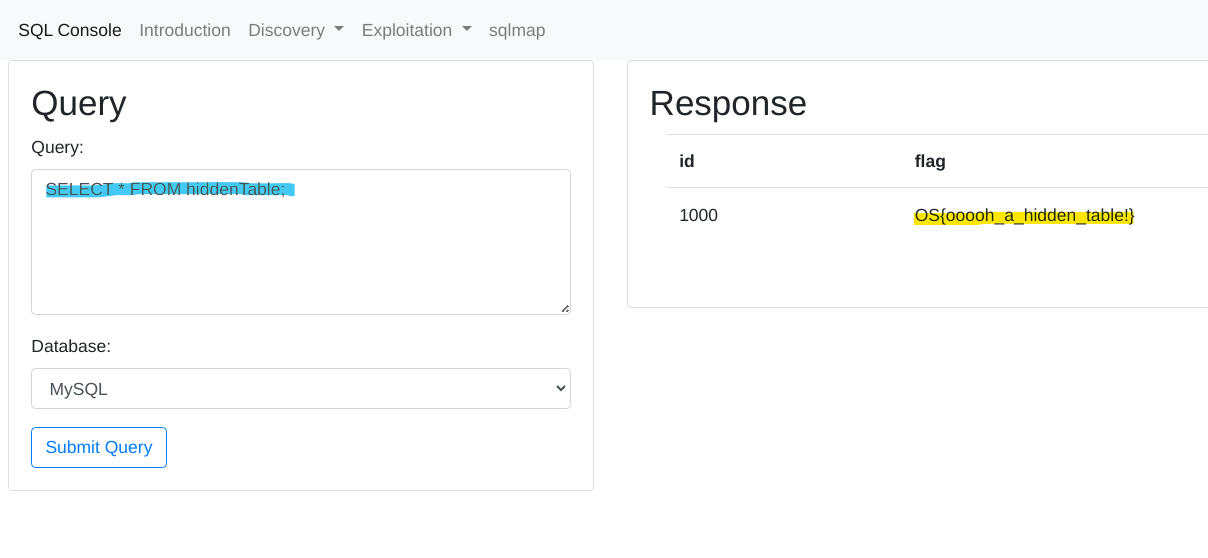 SQL Console Introduction Discovery Exploitation sqlmap
Query
Query:
SELECT * FROM hiddenTable;
Database:
MySQL
Submit Query
Response
id flag
1000 OS{ooooh_a_hidden_table!}